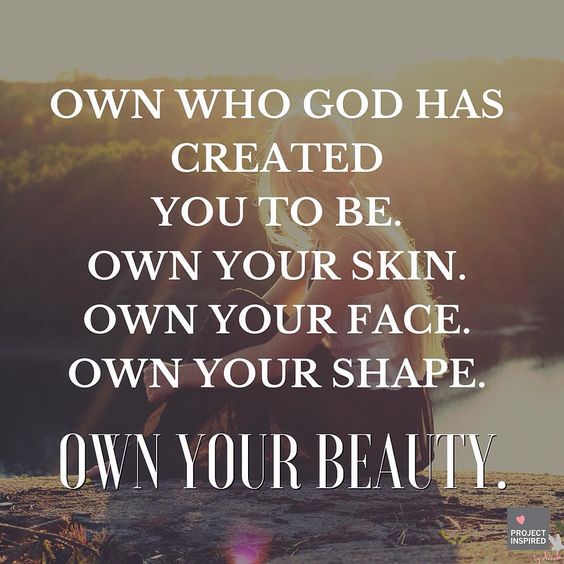 OWN WHO GOD HAS
CREATED
YOU TO BE.
OWN YOUR SKIN.
OWN YOUR FACE.
OWN YOUR SHAPE.
OWN YOUR BEAUTY.
PROJECT
INSPIRED